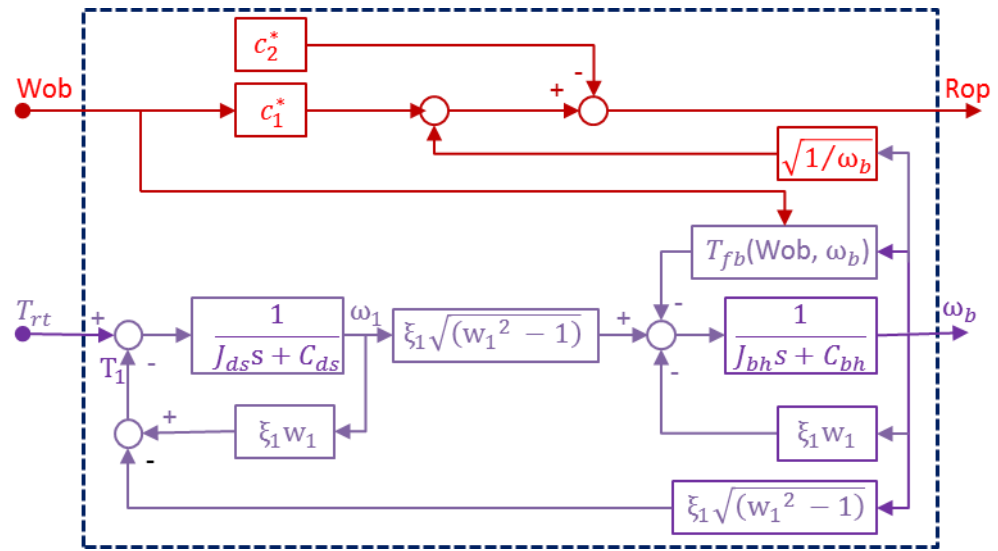 c₂*
-
Wob
c₁*
+
Rop
√1/ω_b
T_fb(Wob, ω_b)
T_rt
+
-
T₁
1
J_ds s + C_ds
ω₁
ξ₁√(w₁² − 1)
+
-
-
1
J_bh s + C_bh
ω_b
+
ξ₁w₁
ξ₁w₁
-
ξ₁√(w₁² − 1)